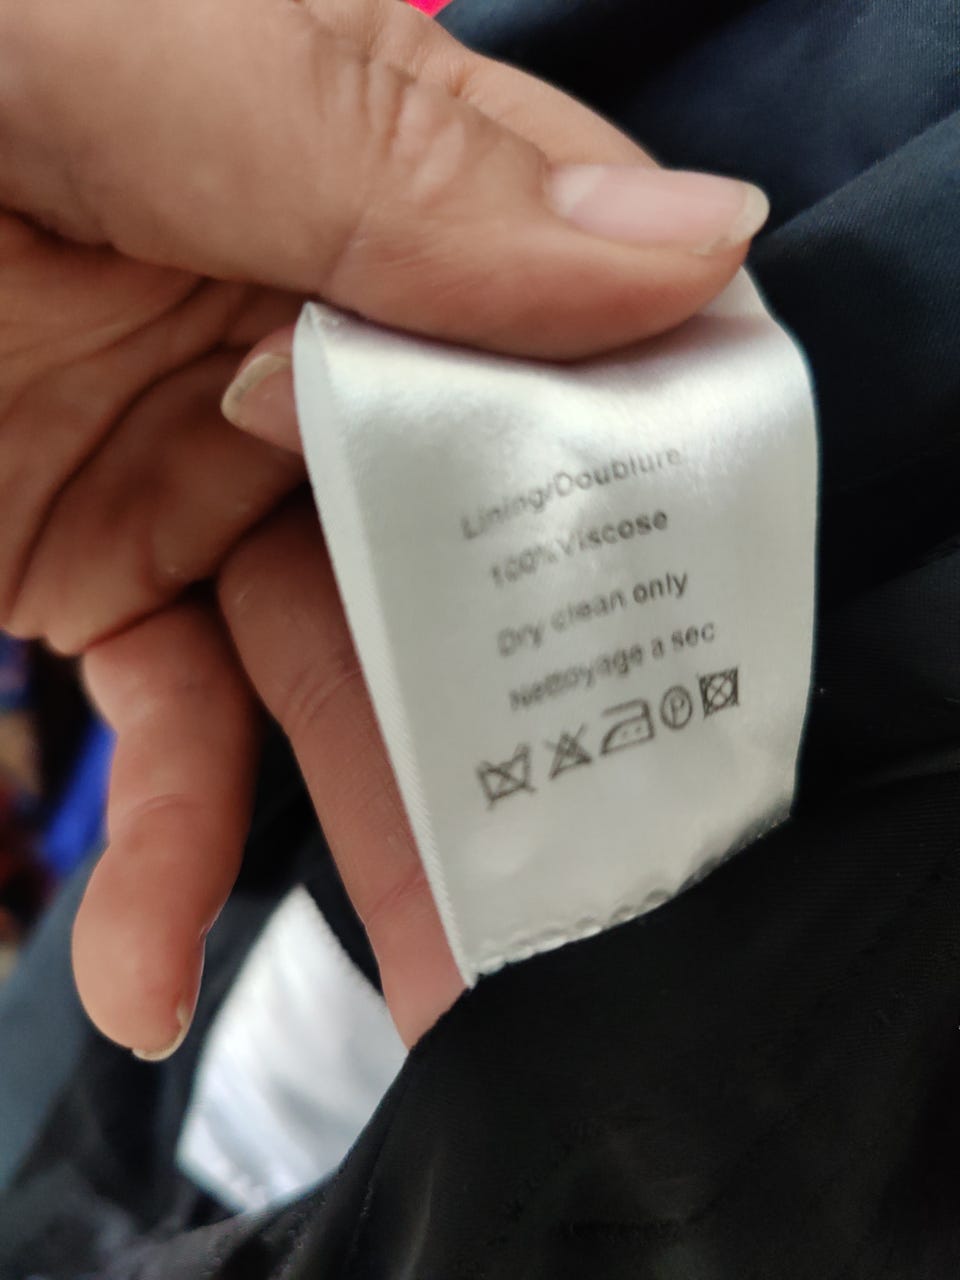 Lining/Doublure
100%Viscose
Dry clean only
Nettoyage a sec
P